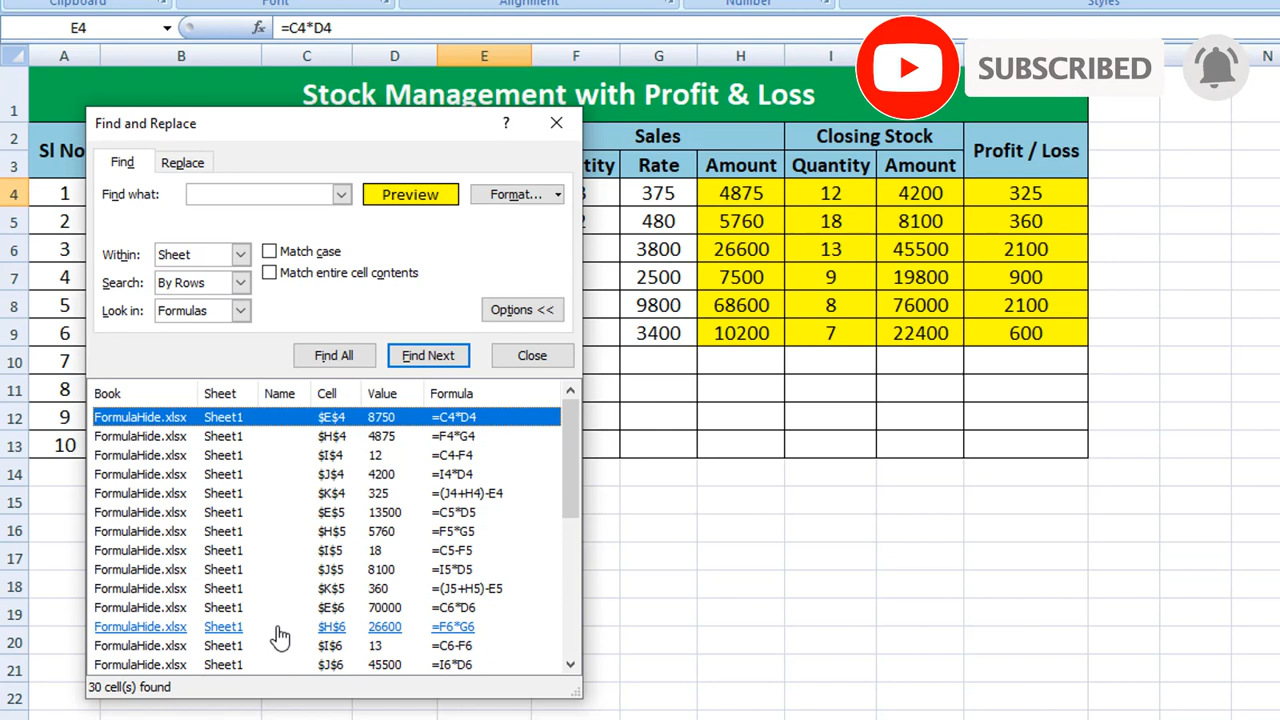 Clipboard Font Alignment Number Styles
E4 fx =C4*D4
SUBSCRIBED
A B C D E F G H I N
1 Stock Management with Profit & Loss
2 Sl No Sales Closing Stock Profit / Loss
3 Rate Amount Quantity Amount
4 1 375 4875 12 4200 325
5 2 480 5760 18 8100 360
6 3 3800 26600 13 45500 2100
7 4 2500 7500 9 19800 900
8 5 9800 68600 8 76000 2100
9 6 3400 10200 7 22400 600
10 7
11 8
12 9
13 10
14
15
16
17
18
19
20
21
22
Find and Replace ?
Find Replace
Find what: Preview Format...
Within: Sheet Match case
Search: By Rows Match entire cell contents
Look in: Formulas Options <<
Find All Find Next Close
Book Sheet Name Cell Value Formula
FormulaHide.xlsx Sheet1 $E$4 8750 =C4*D4
FormulaHide.xlsx Sheet1 $H$4 4875 =F4*G4
FormulaHide.xlsx Sheet1 $I$4 12 =C4-F4
FormulaHide.xlsx Sheet1 $J$4 4200 =I4*D4
FormulaHide.xlsx Sheet1 $K$4 325 =(J4+H4)-E4
FormulaHide.xlsx Sheet1 $E$5 13500 =C5*D5
FormulaHide.xlsx Sheet1 $H$5 5760 =F5*G5
FormulaHide.xlsx Sheet1 $I$5 18 =C5-F5
FormulaHide.xlsx Sheet1 $J$5 8100 =I5*D5
FormulaHide.xlsx Sheet1 $K$5 360 =(J5+H5)-E5
FormulaHide.xlsx Sheet1 $E$6 70000 =C6*D6
FormulaHide.xlsx Sheet1 $H$6 26600 =F6*G6
FormulaHide.xlsx Sheet1 $I$6 13 =C6-F6
FormulaHide.xlsx Sheet1 $J$6 45500 =I6*D6
30 cell(s) found